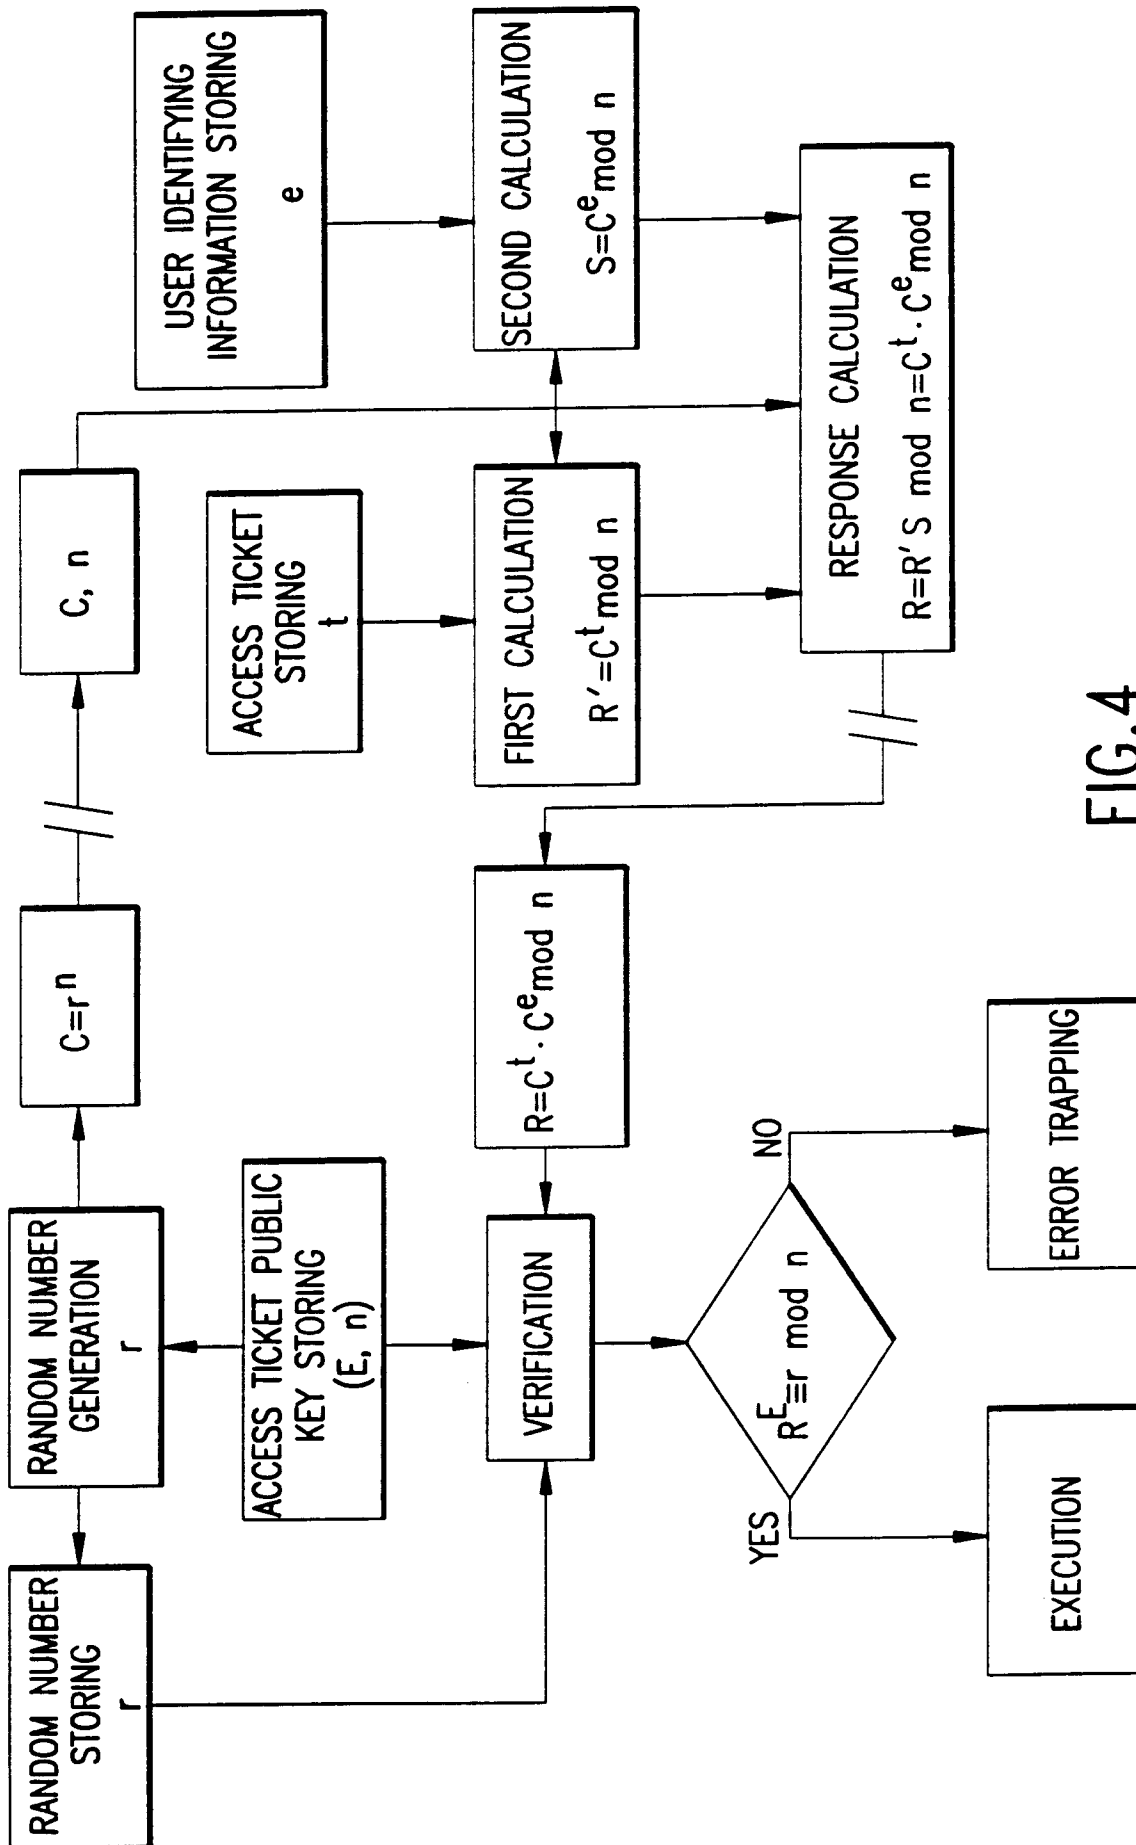 RANDOM NUMBER
STORING
r
RANDOM NUMBER
GENERATION
r
C=r^n
C, n
ACCESS TICKET PUBLIC
KEY STORING
(E, n)
ACCESS TICKET
STORING
t
USER IDENTIFYING
INFORMATION STORING
e
VERIFICATION
R=C^t·C^e mod n
FIRST CALCULATION
R′=C^t mod n
SECOND CALCULATION
S=C^e mod n
YES
R^E≡r mod n
NO
RESPONSE CALCULATION
R=R′S mod n=C^t·C^e mod n
EXECUTION
ERROR TRAPPING
FIG.4